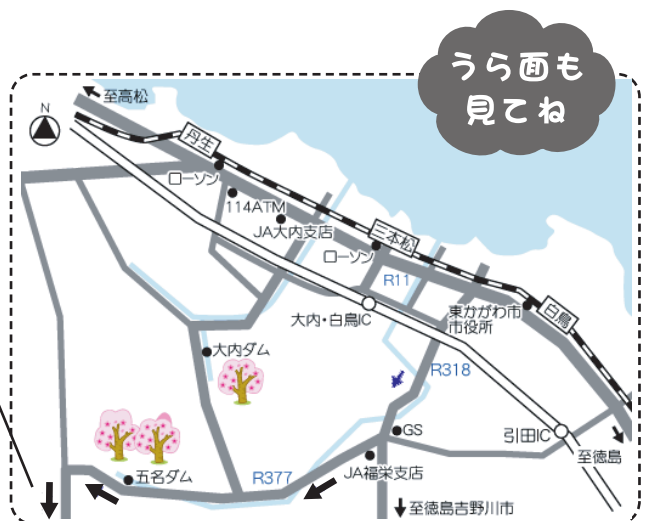 うら面も
見てね
至高松
N
丹生
ローソン
114ATM
JA大内支店
三本松
ローソン
R11
大内・白鳥IC
東かがわ市
市役所
白鳥
大内ダム
R318
GS
引田IC
至徳島
JA福栄支店
R377
五名ダム
至徳島吉野川市